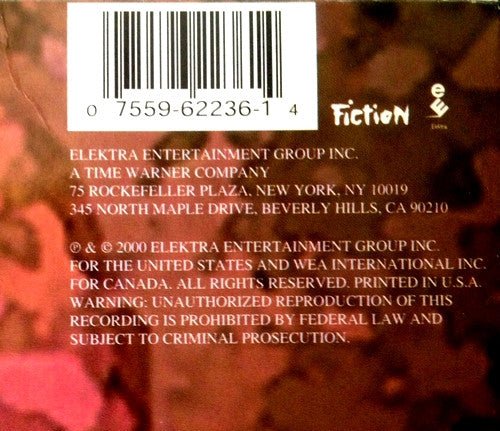 0 7559-62236-1 4
Fiction
ELEKTRA ENTERTAINMENT GROUP INC.
A TIME WARNER COMPANY
75 ROCKEFELLER PLAZA, NEW YORK, NY 10019
345 NORTH MAPLE DRIVE, BEVERLY HILLS, CA 90210
℗ & © 2000 ELEKTRA ENTERTAINMENT GROUP INC.
FOR THE UNITED STATES AND WEA INTERNATIONAL INC.
FOR CANADA. ALL RIGHTS RESERVED. PRINTED IN U.S.A.
WARNING: UNAUTHORIZED REPRODUCTION OF THIS
RECORDING IS PROHIBITED BY FEDERAL LAW AND
SUBJECT TO CRIMINAL PROSECUTION.